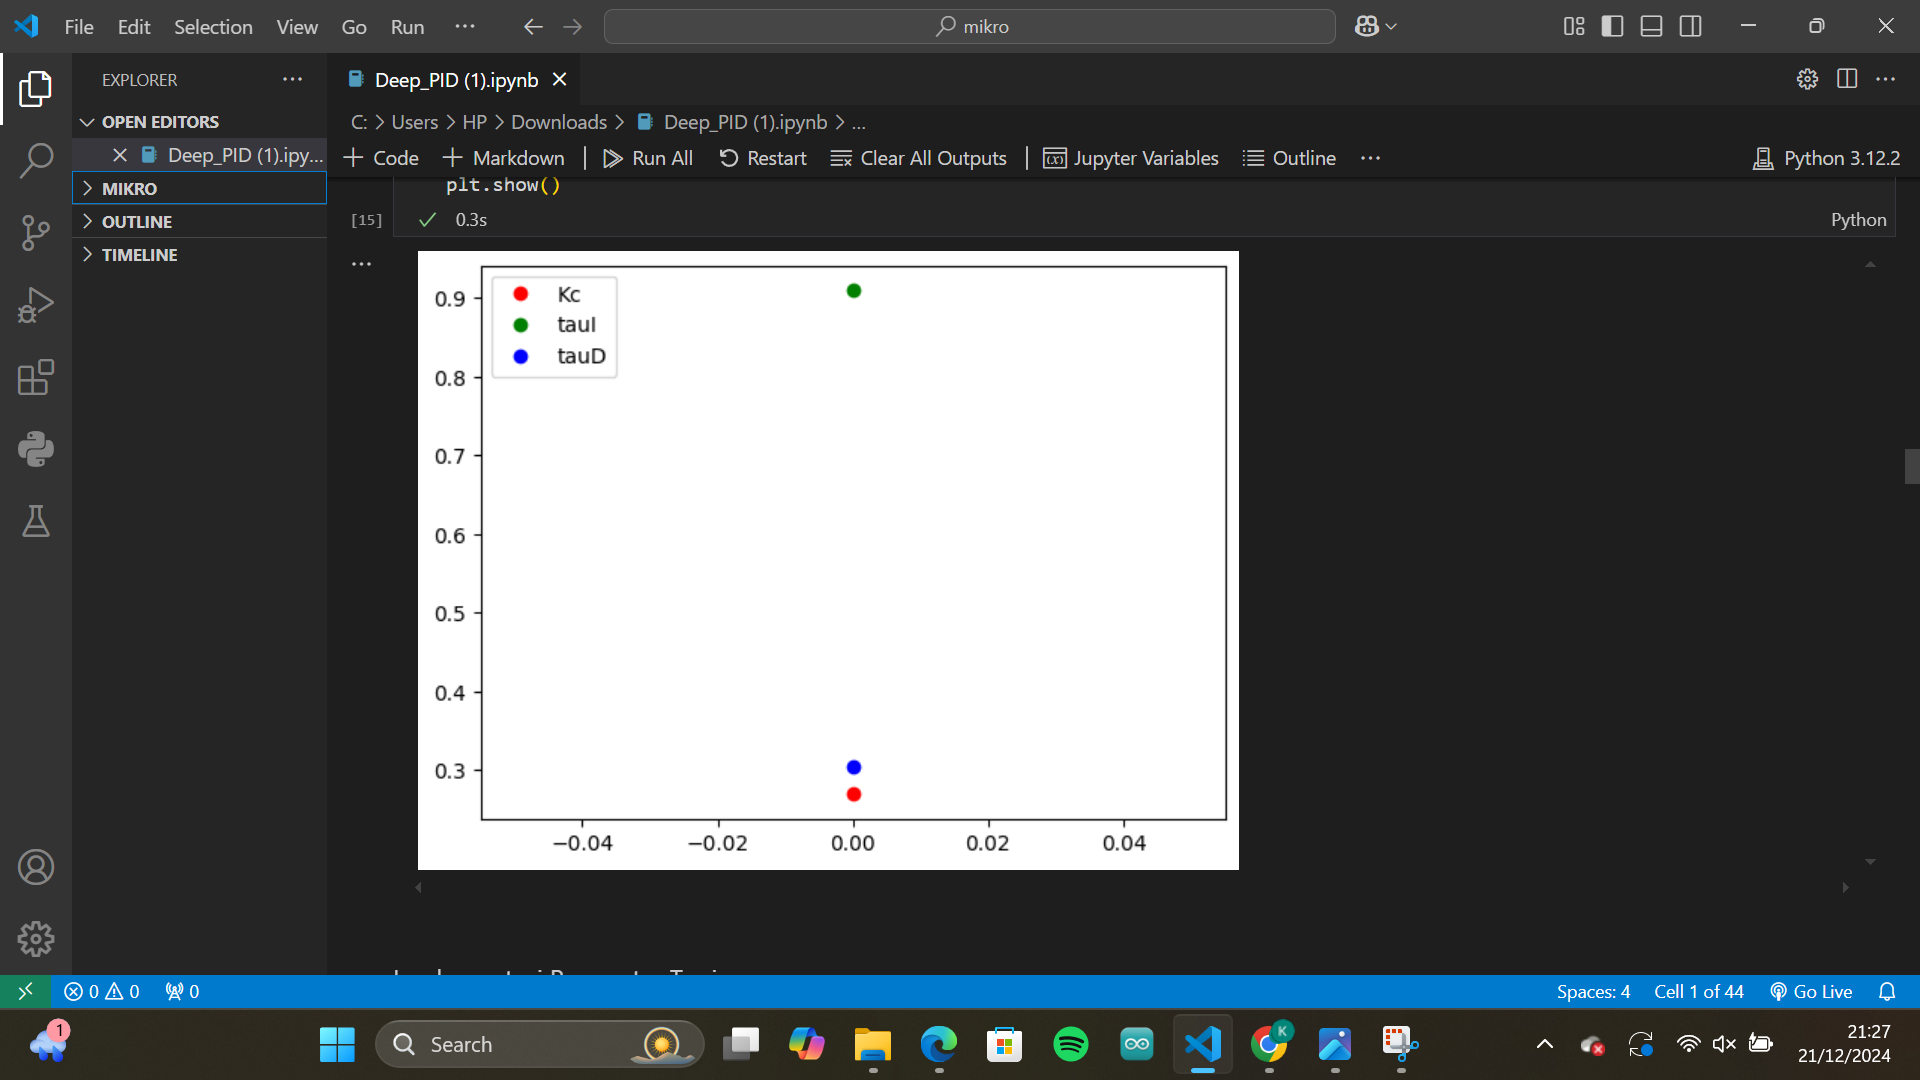 File Edit Selection View Go Run
mikro
EXPLORER
Deep_PID (1).ipynb
OPEN EDITORS
Deep_PID (1).ipy...
MIKRO
OUTLINE
TIMELINE
C: > Users > HP > Downloads > Deep_PID (1).ipynb > ...
+ Code + Markdown | Run All Restart Clear All Outputs | Jupyter Variables Outline ... Python 3.12.2
plt.show()
[15] ✓ 0.3s Python
Kc
tauI
tauD
0.9
0.8
0.7
0.6
0.5
0.4
0.3
−0.04 −0.02 0.00 0.02 0.04
0 0 0 Spaces: 4 Cell 1 of 44 Go Live
1
Search
K
21:27
21/12/2024